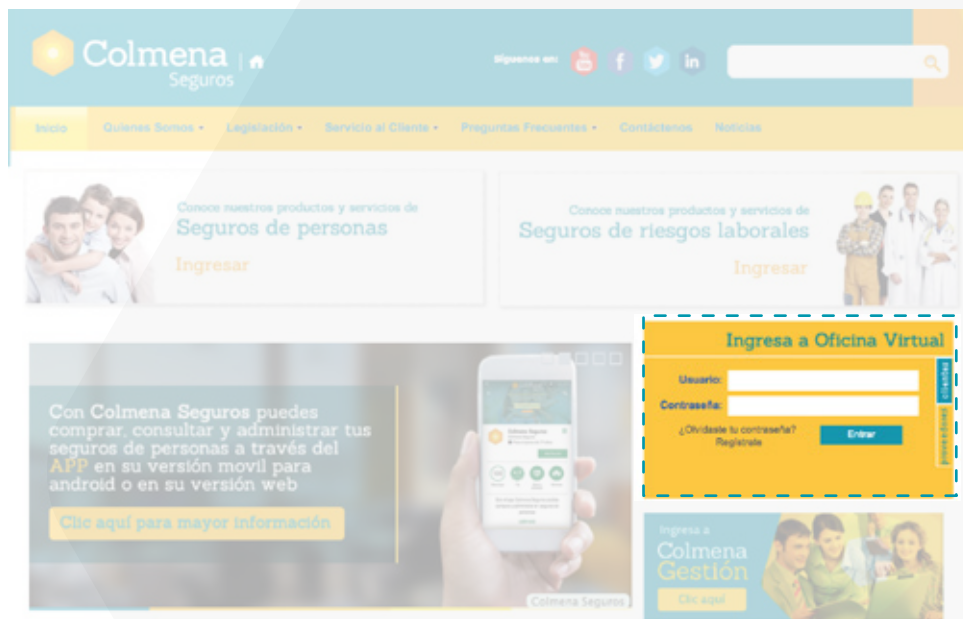 Colmena
Seguros
Síguenos en:
Inicio
Quienes Somos
Legislación
Servicio al Cliente
Preguntas Frecuentes
Contáctenos
Noticias
Conoce nuestros productos y servicios de
Seguros de personas
Ingresar
Conoce nuestros productos y servicios de
Seguros de riesgos laborales
Ingresar
Con Colmena Seguros puedes
comprar, consultar y administrar tus
seguros de personas a través del
APP en su versión movil para
android o en su versión web
Clic aquí para mayor información
Colmena Seguros
Ingresa a Oficina Virtual
Usuario:
Contraseña:
¿Olvidaste tu contraseña?
Regístrate
Entrar
clientes
proveedores
Ingresa a
Colmena
Gestión
Clic aquí